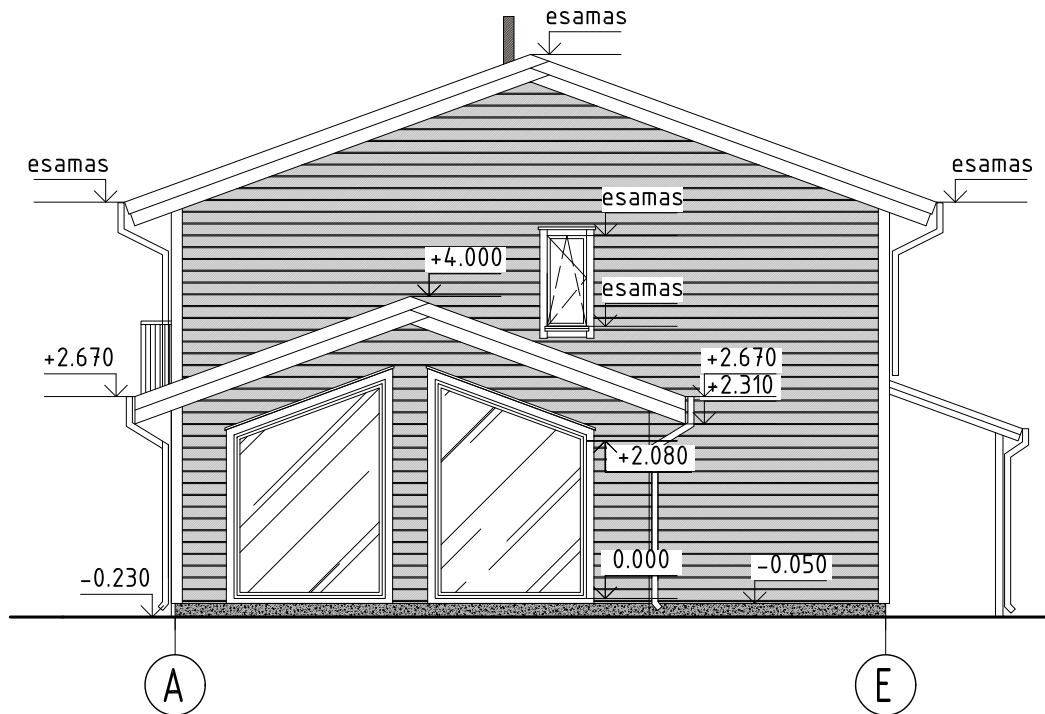 esamas
esamas
esamas
esamas
+4.000
esamas
+2.670
+2.670
+2.310
+2.080
0.000
-0.050
-0.230
A
E